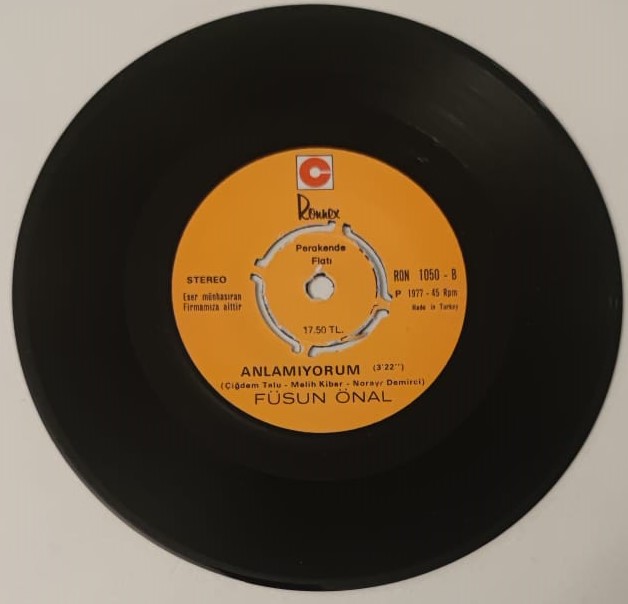 C
Ronnex
Perakende
Fiatı
STEREO
Eser münhasıran
Firmamıza aittir
RON 1050 - B
P 1977 - 45 Rpm
Made in Turkey
17.50 TL.
ANLAMIYORUM (3'22'')
(Çiğdem Talu - Melih Kibar - Norayr Demirci)
FÜSUN ÖNAL